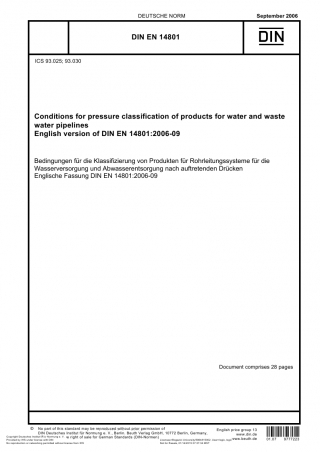 DEUTSCHE NORM
September 2006
DIN EN 14801
DIN
ICS 93.025; 93.030
Conditions for pressure classification of products for water and waste
water pipelines
English version of DIN EN 14801:2006-09
Bedingungen für die Klassifizierung von Produkten für Rohrleitungssysteme für die
Wasserversorgung und Abwasserentsorgung nach auftretenden Drücken
Englische Fassung DIN EN 14801:2006-09
Document comprises 28 pages
© No part of this standard may be reproduced without prior permission of
DIN Deutsches Institut für Normung e. V., Berlin. Beuth Verlag GmbH, 10772 Berlin, Germany,
right of sale for German Standards (DIN-Normen)
English price group 13
www.din.de
www.beuth.de
01.07